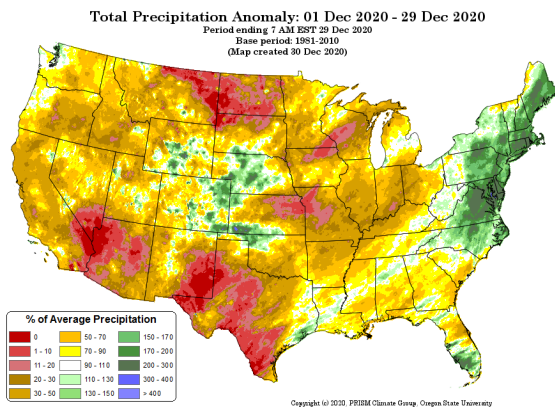 Total Precipitation Anomaly: 01 Dec 2020 - 29 Dec 2020
Period ending 7 AM EST 29 Dec 2020
Base period: 1981-2010
(Map created 30 Dec 2020)
% of Average Precipitation
0 50 - 70 150 - 170
1 - 10 70 - 90 170 - 200
11 - 20 90 - 110 200 - 300
20 - 30 110 - 130 300 - 400
30 - 50 130 - 150 > 400
Copyright (c) 2020, PRISM Climate Group, Oregon State University